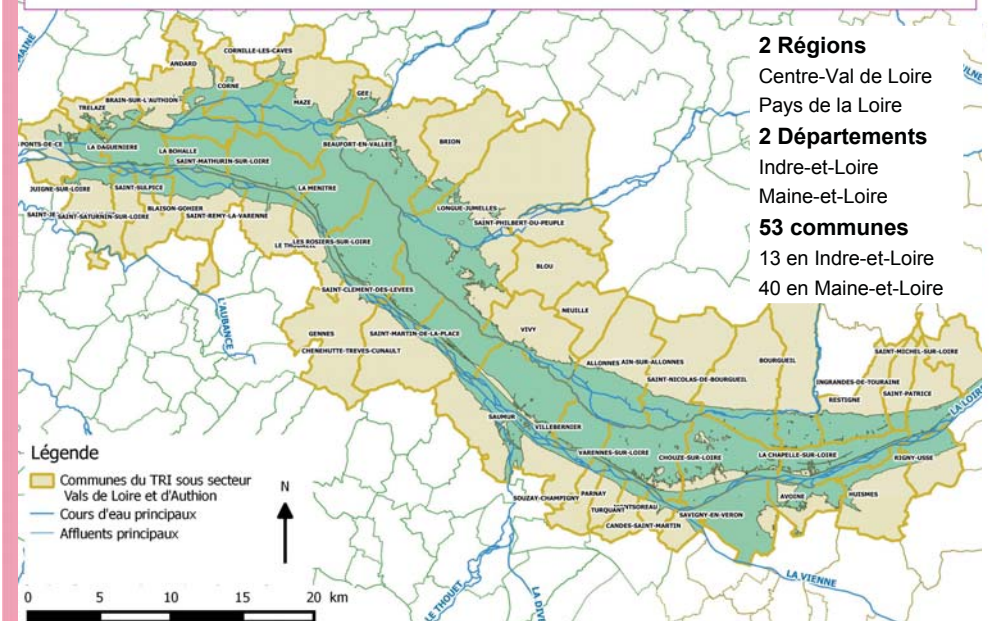 MAINE
CORNILLE-LES-CAVES
ANDARD
CORNE
GEE
MAZE
BRAIN-SUR-L'AUTHION
TRELAZE
PONTS-DE-CE
LA DAGUENIERE
LA BOHALLE
BEAUFORT-EN-VALLEE
BRION
SAINT-MATHURIN-SUR-LOIRE
JUIGNE-SUR-LOIRE
SAINT-SULPICE
LA MENITRE
SAINT-SATURNIN-SUR-LOIRE
BLAISON-GOHIER
SAINT-REMY-LA-VARENNE
LONGUE-JUMELLES
SAINT-PHILBERT-DU-PEUPLE
LES ROSIERS-SUR-LOIRE
BLOU
SAINT-CLEMENT-DES-LEVEES
L'AUBANCE
NEUILLE
GENNES
SAINT-MARTIN-DE-LA-PLACE
VIVY
CHENEHUTTE-TREVES-CUNAULT
ALLONNES
AIN-SUR-ALLONNES
BOURGUEIL
SAINT-MICHEL-SUR-LOIRE
SAINT-NICOLAS-DE-BOURGUEIL
INGRANDES-DE-TOURAINE
RESTIGNE
SAINT-PATRICE
LA LOIRE
SAUMUR
VILLEBERNIER
VARENNES-SUR-LOIRE
CHOUZE-SUR-LOIRE
LA CHAPELLE-SUR-LOIRE
RIGNY-USSE
SOUZAY-CHAMPIGNY
PARNAY
TURQUANT
MONTSOREAU
CANDES-SAINT-MARTIN
SAVIGNY-EN-VERON
AVOINE
HUISMES
LA VIENNE
LE THOUET
LA DIVE
2 Régions
Centre-Val de Loire
Pays de la Loire
2 Départements
Indre-et-Loire
Maine-et-Loire
53 communes
13 en Indre-et-Loire
40 en Maine-et-Loire
Légende
Communes du TRI sous secteur
Vals de Loire et d'Authion
Cours d'eau principaux
Affluents principaux
N
0 5 10 15 20 km